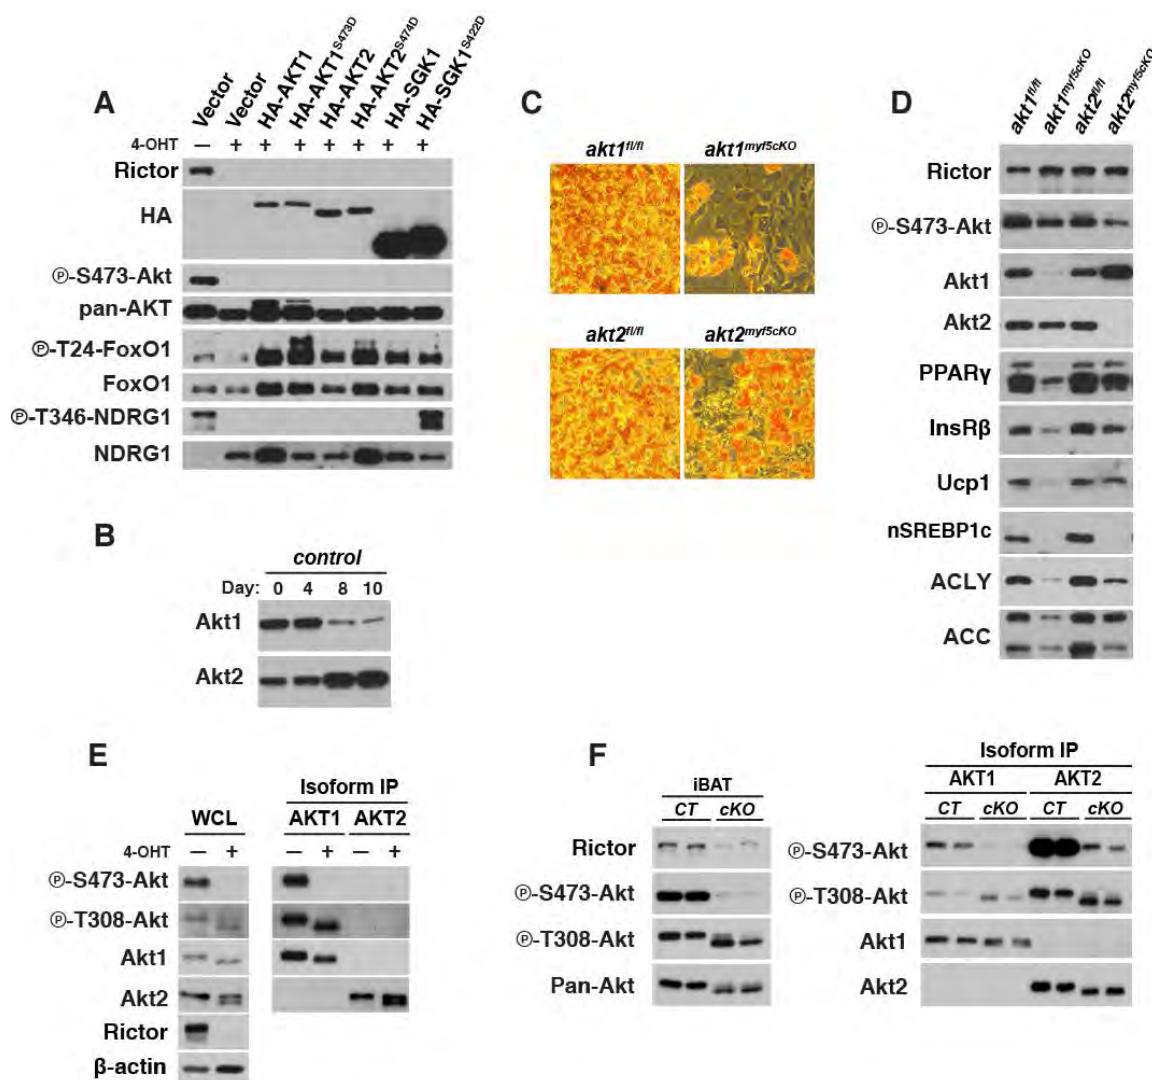 A
Vector
Vector
HA-AKT1
HA-AKT1S473D
HA-AKT2
HA-AKT2S474D
HA-SGK1
HA-SGK1S422D
4-OHT – + + + + + + +
Rictor
HA
Ⓟ-S473-Akt
pan-AKT
Ⓟ-T24-FoxO1
FoxO1
Ⓟ-T346-NDRG1
NDRG1
B
control
Day: 0 4 8 10
Akt1
Akt2
C
akt1fl/fl akt1myf5cKO
akt2fl/fl akt2myf5cKO
D
akt1fl/fl
akt1myf5cKO
akt2fl/fl
akt2myf5cKO
Rictor
Ⓟ-S473-Akt
Akt1
Akt2
PPARγ
InsRβ
Ucp1
nSREBP1c
ACLY
ACC
E
Isoform IP
WCL AKT1 AKT2
4-OHT – + – + – +
Ⓟ-S473-Akt
Ⓟ-T308-Akt
Akt1
Akt2
Rictor
β-actin
F
iBAT
CT cKO
Rictor
Ⓟ-S473-Akt
Ⓟ-T308-Akt
Pan-Akt
Isoform IP
AKT1 AKT2
CT cKO CT cKO
Ⓟ-S473-Akt
Ⓟ-T308-Akt
Akt1
Akt2